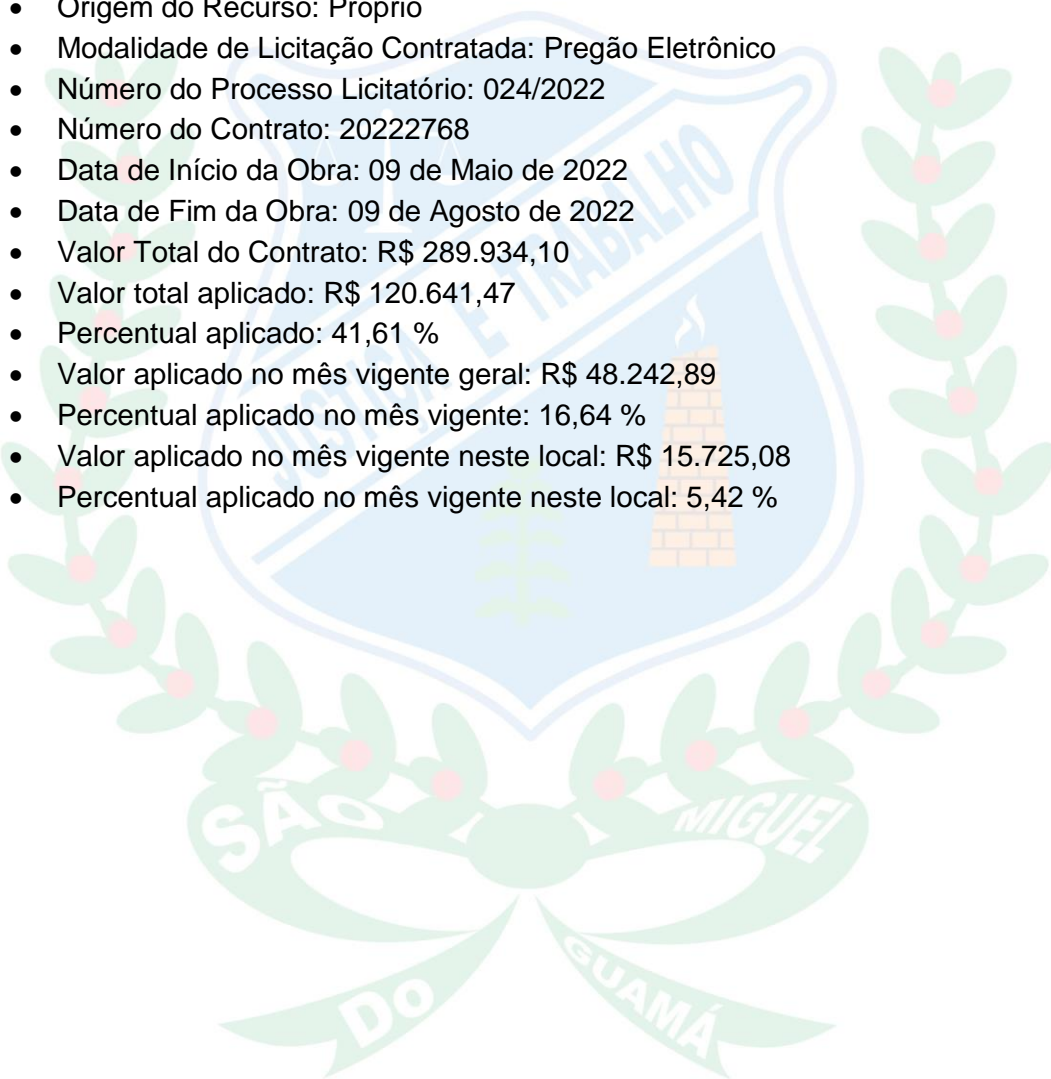 • Origem do Recurso: Próprio
• Modalidade de Licitação Contratada: Pregão Eletrônico
• Número do Processo Licitatório: 024/2022
• Número do Contrato: 20222768
• Data de Início da Obra: 09 de Maio de 2022
• Data de Fim da Obra: 09 de Agosto de 2022
• Valor Total do Contrato: R$ 289.934,10
• Valor total aplicado: R$ 120.641,47
• Percentual aplicado: 41,61 %
• Valor aplicado no mês vigente geral: R$ 48.242,89
• Percentual aplicado no mês vigente: 16,64 %
• Valor aplicado no mês vigente neste local: R$ 15.725,08
• Percentual aplicado no mês vigente neste local: 5,42 %
JUSTIÇA E TRABALHO
SÃO MIGUEL
DO GUAMÁ